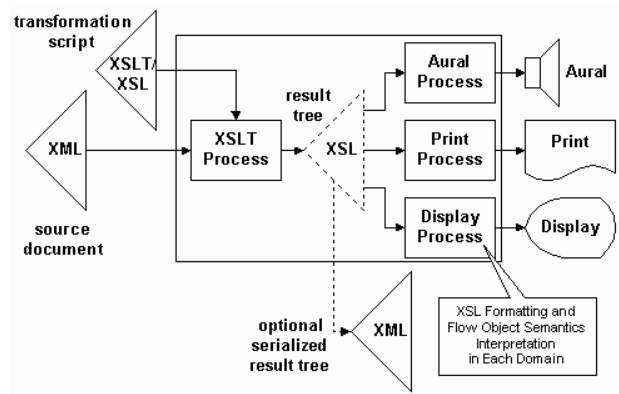 transformation
script
XSLT/
XSL
XML
source
document
XSLT
Process
result
tree
XSL
Aural
Process
Aural
Print
Process
Print
Display
Process
Display
optional
serialized
result tree
XML
XSL Formatting and
Flow Object Semantics
Interpretation
in Each Domain